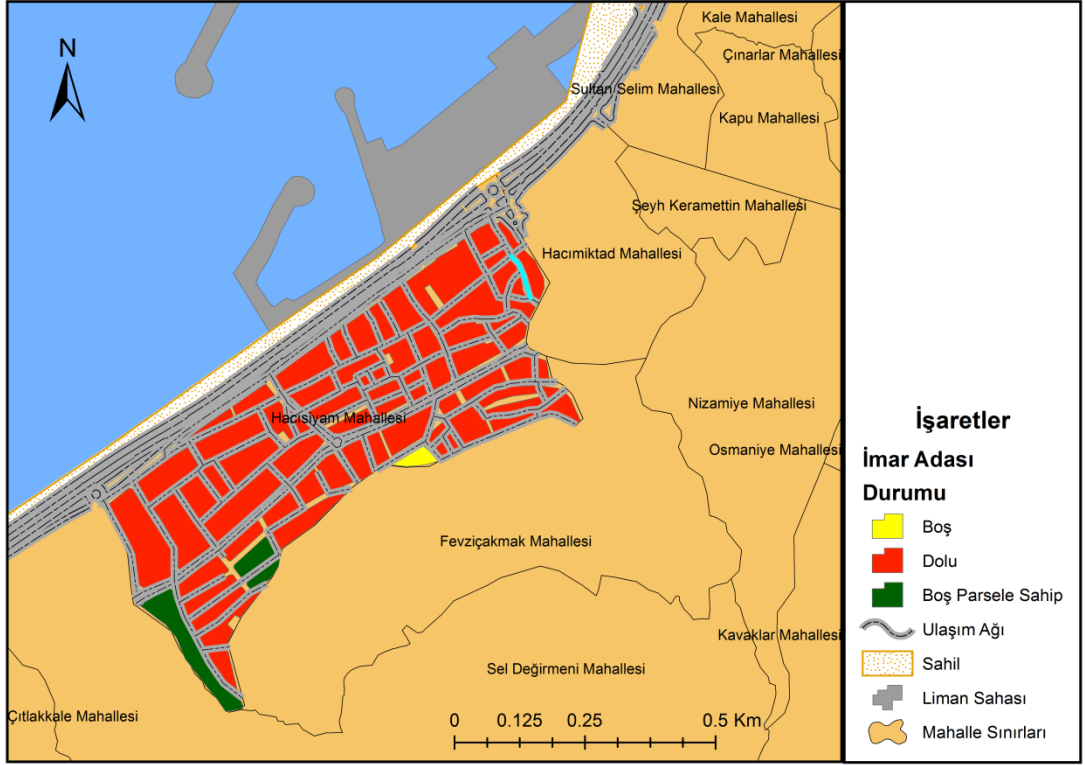 N
Kale Mahallesi
Çınarlar Mahallesi
Sultan Selim Mahallesi
Kapu Mahallesi
Şeyh Keramettin Mahallesi
Hacımiktad Mahallesi
Nizamiye Mahallesi
Hacısiyam Mahallesi
Osmaniye Mahallesi
Fevziçakmak Mahallesi
Kavaklar Mahallesi
Sel Değirmeni Mahallesi
Çıtlakkale Mahallesi
0 0.125 0.25 0.5 Km
İşaretler
İmar Adası
Durumu
Boş
Dolu
Boş Parsele Sahip
Ulaşım Ağı
Sahil
Liman Sahası
Mahalle Sınırları